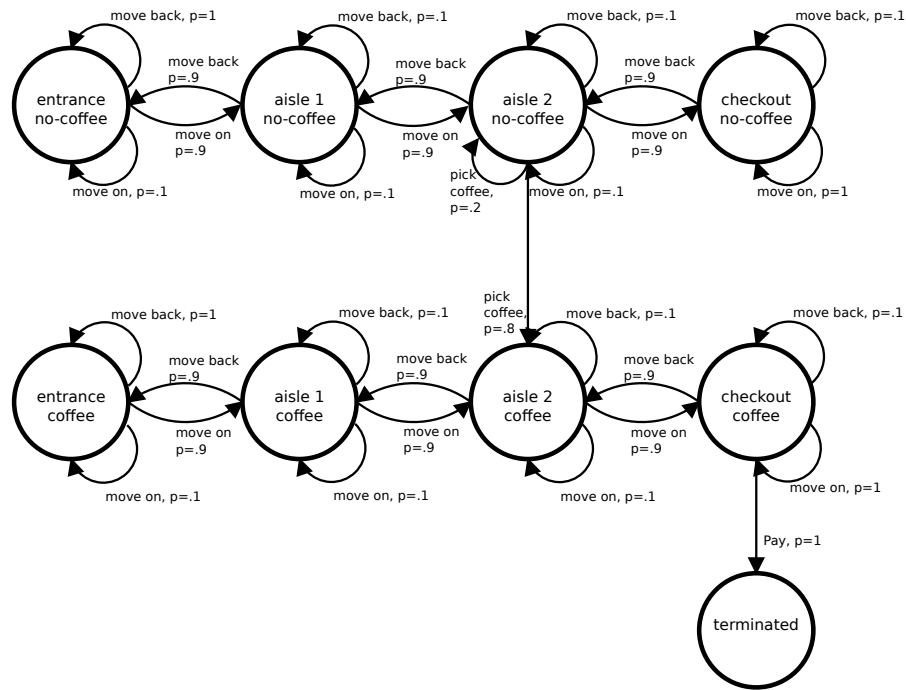 move back, p=1
move back, p=.1
move back, p=.1
move back, p=.1
entrance
no-coffee
move back
p=.9
move on
p=.9
aisle 1
no-coffee
move back
p=.9
move on
p=.9
aisle 2
no-coffee
move back
p=.9
move on
p=.9
checkout
no-coffee
move on, p=.1
move on, p=.1
pick
coffee,
p=.2
move on, p=.1
move on, p=1
pick
coffee,
p=.8
move back, p=1
move back, p=.1
move back, p=.1
move back, p=.1
entrance
coffee
move back
p=.9
move on
p=.9
aisle 1
coffee
move back
p=.9
move on
p=.9
aisle 2
coffee
move back
p=.9
move on
p=.9
checkout
coffee
move on, p=.1
move on, p=.1
move on, p=.1
move on, p=1
Pay, p=1
terminated